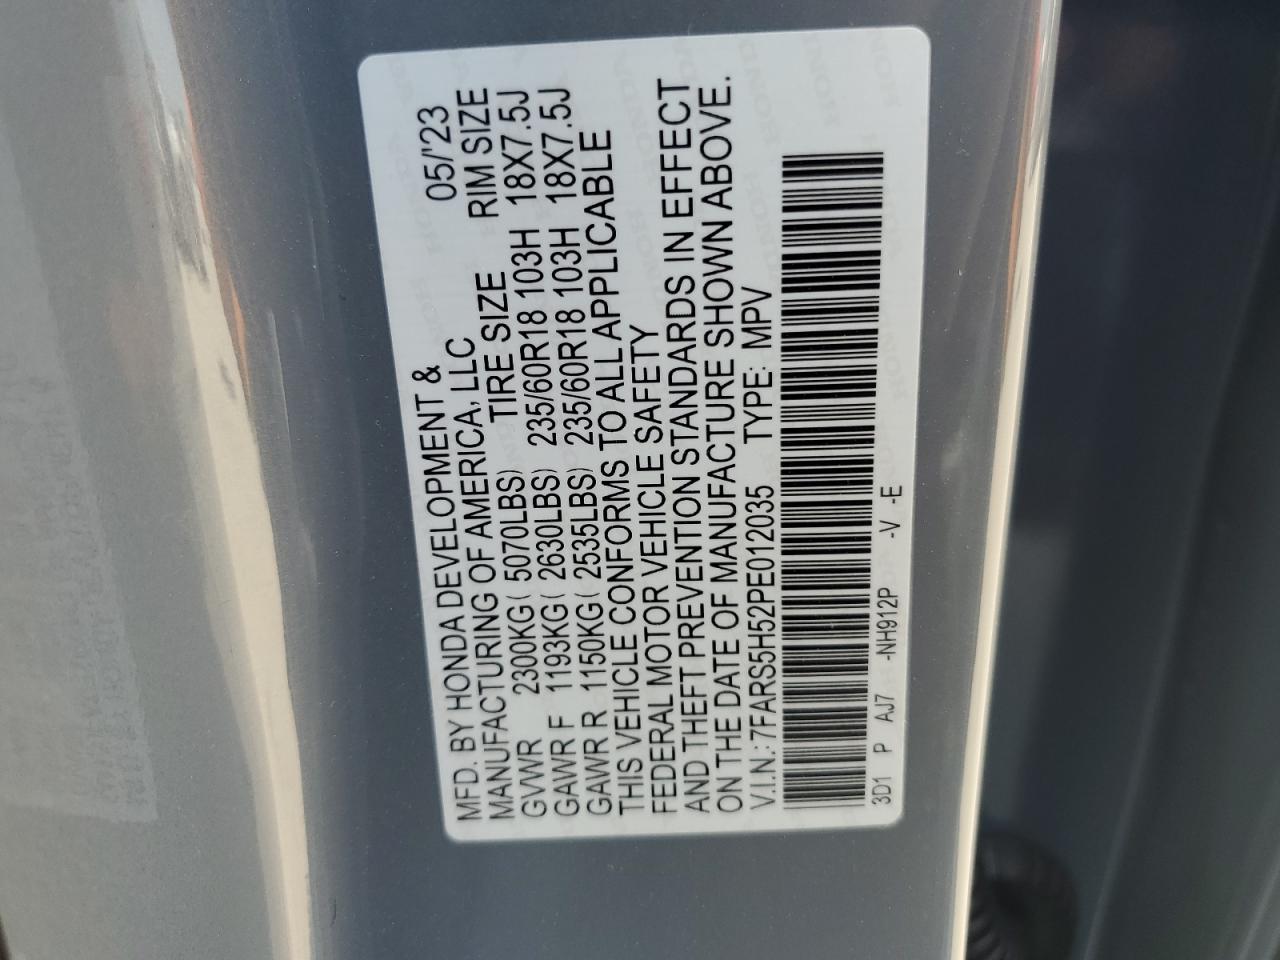 MFD. BY HONDA DEVELOPMENT & 05/'23
MANUFACTURING OF AMERICA, LLC
TIRE SIZE RIM SIZE
GVWR 2300KG ( 5070LBS)
GAWR F 1193KG ( 2630LBS) 235/60R18 103H 18X7.5J
GAWR R 1150KG ( 2535LBS) 235/60R18 103H 18X7.5J
THIS VEHICLE CONFORMS TO ALL APPLICABLE
FEDERAL MOTOR VEHICLE SAFETY
AND THEFT PREVENTION STANDARDS IN EFFECT
ON THE DATE OF MANUFACTURE SHOWN ABOVE.
V.I.N.: 7FARS5H52PE012035 TYPE: MPV
3D1 P AJ7 -NH912P -V -E